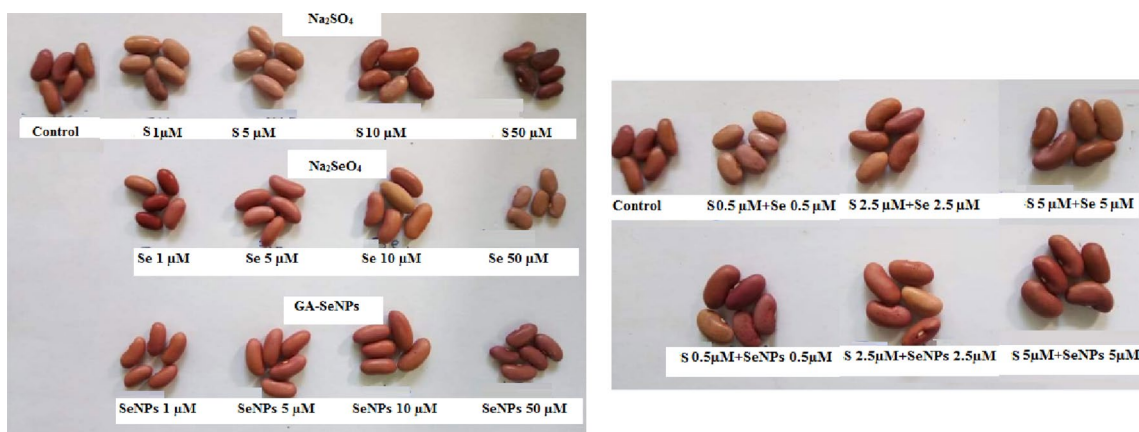 Na₂SO₄
Control S 1μM S 5 μM S 10 μM S 50 μM
Na₂SeO₄
Se 1 μM Se 5 μM Se 10 μM Se 50 μM
GA-SeNPs
SeNPs 1 μM SeNPs 5 μM SeNPs 10 μM SeNPs 50 μM
Control S 0.5 μM+Se 0.5 μM S 2.5 μM+Se 2.5 μM S 5 μM+Se 5 μM
S 0.5μM+SeNPs 0.5μM S 2.5μM+SeNPs 2.5μM S 5μM+SeNPs 5μM